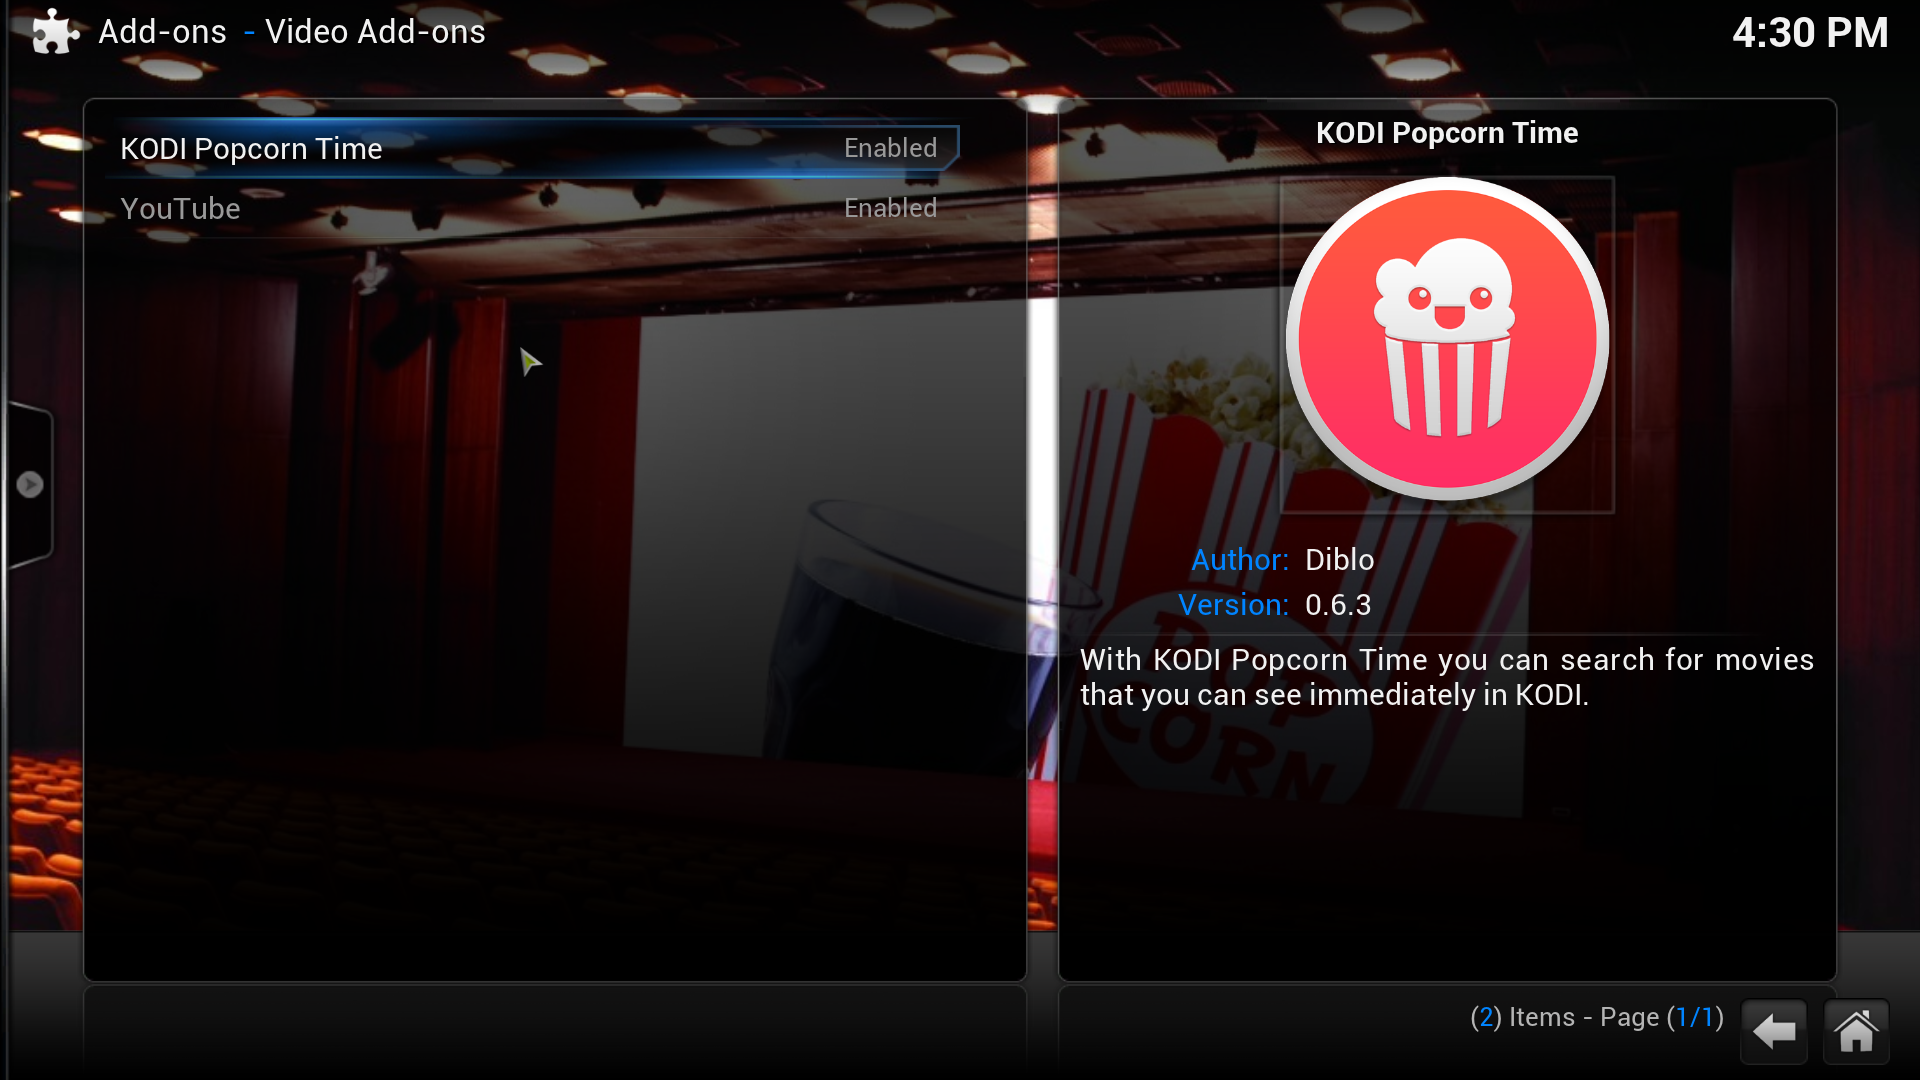 Add-ons - Video Add-ons
4:30 PM
KODI Popcorn Time Enabled
YouTube Enabled
KODI Popcorn Time
Author: Diblo
Version: 0.6.3
With KODI Popcorn Time you can search for movies
that you can see immediately in KODI.
POP
CORN
(2) Items - Page (1/1)